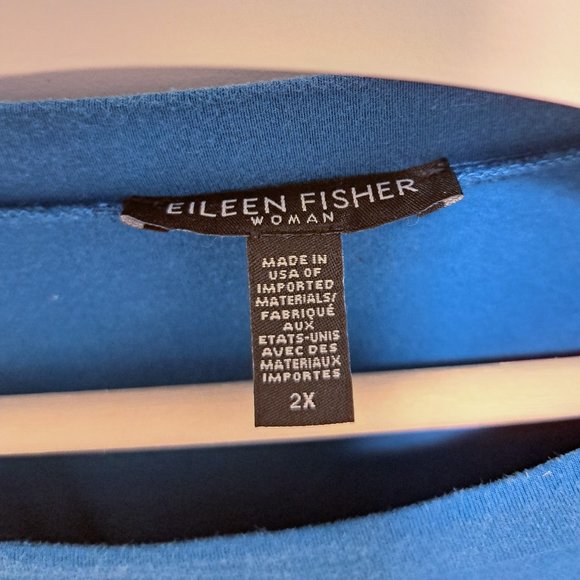 EILEEN FISHER
WOMAN
MADE IN
USA OF
IMPORTED
MATERIALS/
FABRIQUÉ
AUX
ETATS-UNIS
AVEC DES
MATERIAUX
IMPORTES
2X